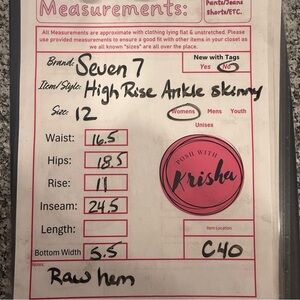 Measurements:
Pants/Jeans
Shorts/ETC.
All Measurements are approximate with clothing lying flat & unstretched. Please
use provided measurements to ensure a good fit with other items in your closet as
we all known "sizes" are all over the place.
Brand: Seven 7
New with Tags
Yes No
Item/Style: High Rise Ankle Skinny
Size: 12
Womens Mens Youth
Unisex
Waist: 16.5
Hips: 18.5
Rise: 11
Inseam: 24.5
Length:
Bottom Width 5.5
POSH WITH
Krisha
Item Location
C40
Notes:
Raw hem